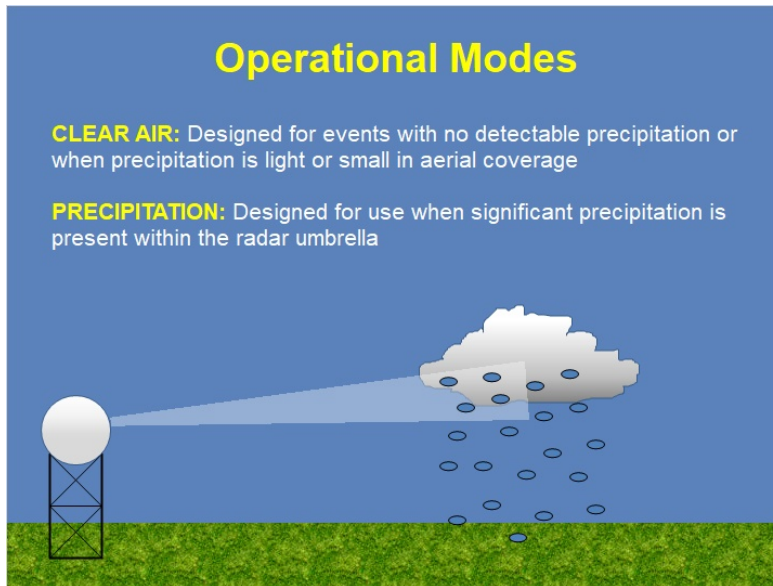 Operational Modes
CLEAR AIR: Designed for events with no detectable precipitation or
when precipitation is light or small in aerial coverage
PRECIPITATION: Designed for use when significant precipitation is
present within the radar umbrella